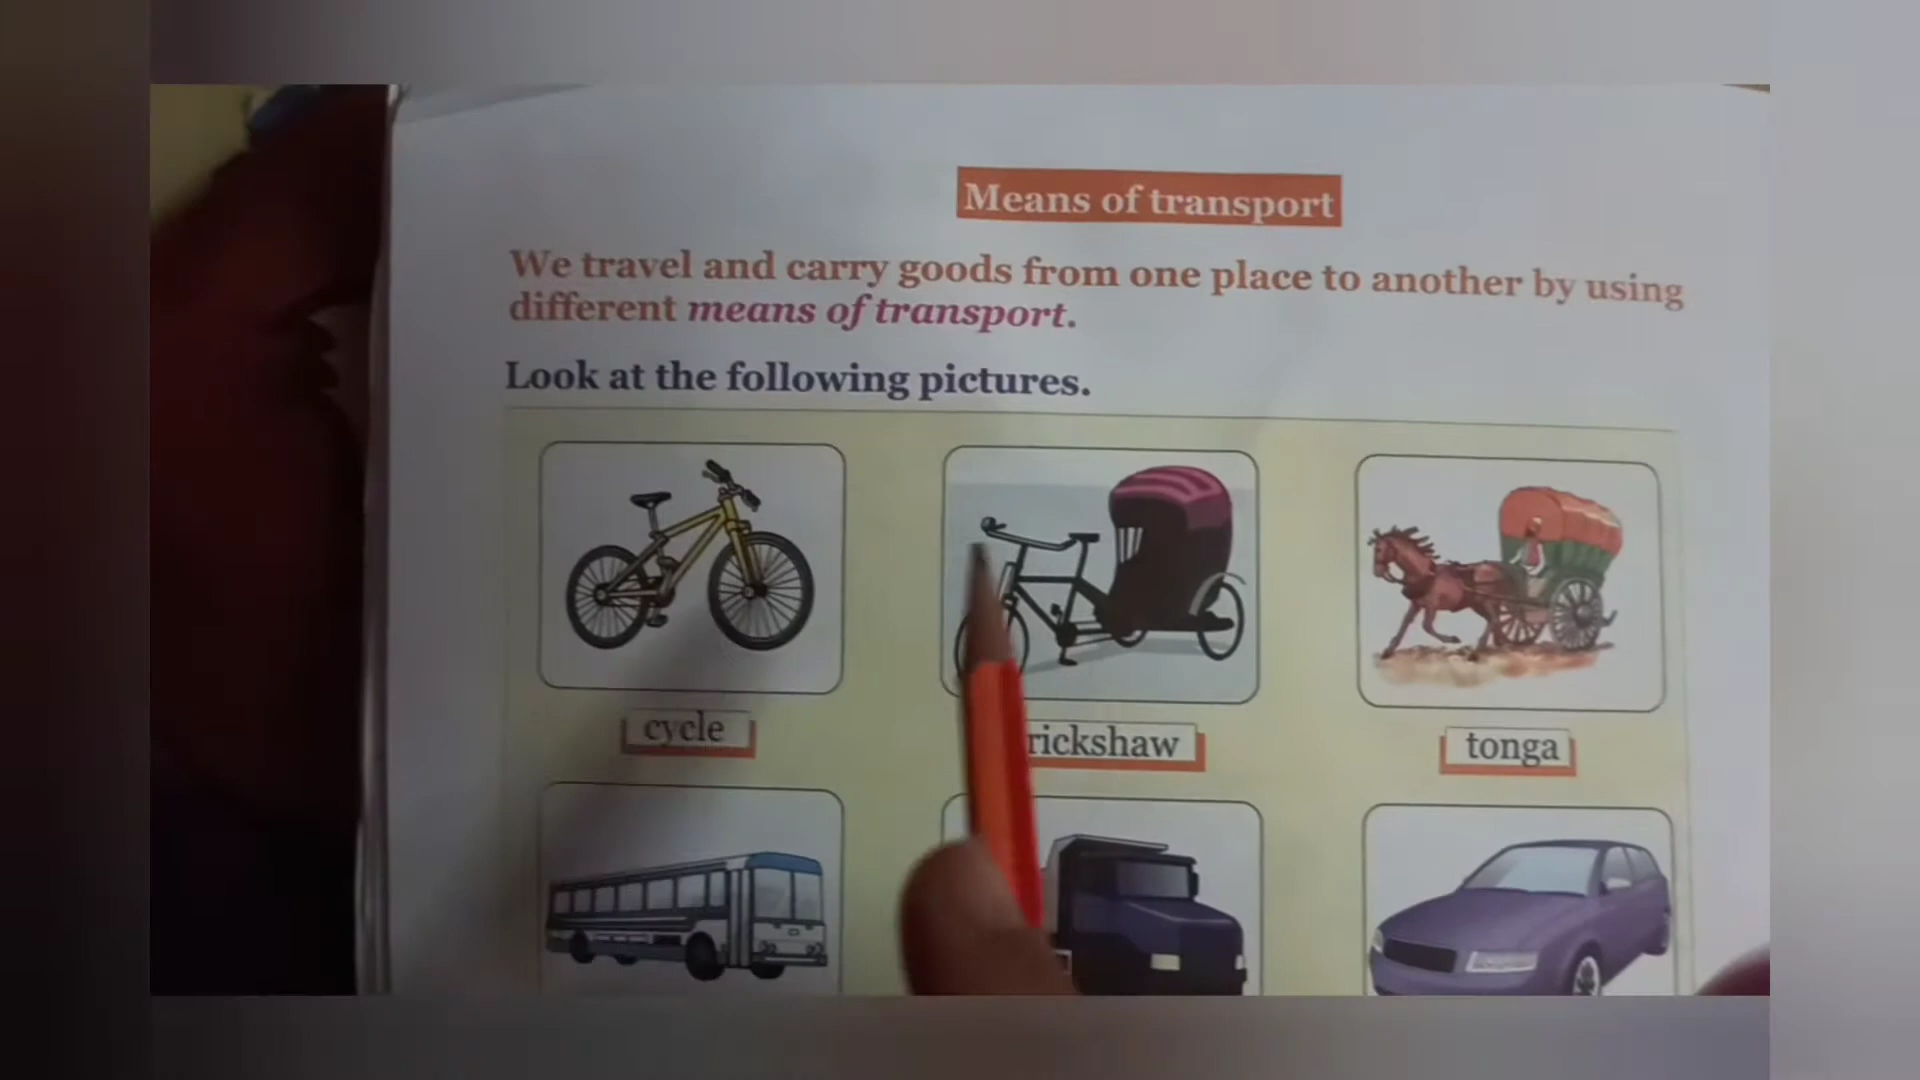 Means of transport
We travel and carry goods from one place to another by using
different means of transport.
Look at the following pictures.
cycle
rickshaw
tonga